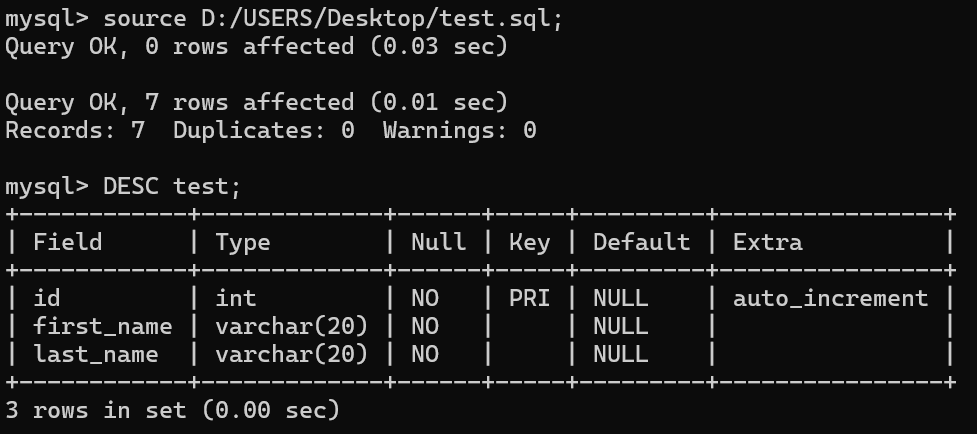 mysql> source D:/USERS/Desktop/test.sql;
Query OK, 0 rows affected (0.03 sec)

Query OK, 7 rows affected (0.01 sec)
Records: 7  Duplicates: 0  Warnings: 0

mysql> DESC test;
+------------+-------------+------+-----+---------+----------------+
| Field      | Type        | Null | Key | Default | Extra          |
+------------+-------------+------+-----+---------+----------------+
| id         | int         | NO   | PRI | NULL    | auto_increment |
| first_name | varchar(20) | NO   |     | NULL    |                |
| last_name  | varchar(20) | NO   |     | NULL    |                |
+------------+-------------+------+-----+---------+----------------+
3 rows in set (0.00 sec)